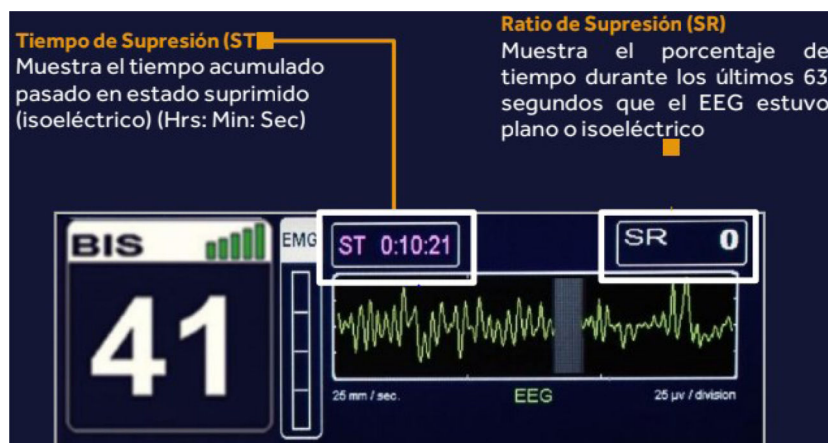 Tiempo de Supresión (ST)
Muestra el tiempo acumulado
pasado en estado suprimido
(isoeléctrico) (Hrs: Min: Sec)
Ratio de Supresión (SR)
Muestra el porcentaje de
tiempo durante los últimos 63
segundos que el EEG estuvo
plano o isoeléctrico
BIS
EMG
ST 0:10:21
SR 0
41
25 mm / sec.
EEG
25 µv / division